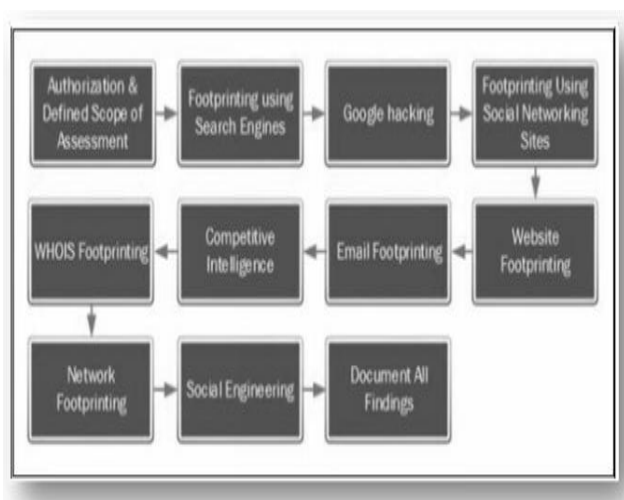 Authorization &
Defined Scope of
Assessment
Footprinting using
Search Engines
Google hacking
Footprinting Using
Social Networking
Sites
WHOIS Footprinting
Competitive
Intelligence
Email Footprinting
Website
Footprinting
Network
Footprinting
Social Engineering
Document All
Findings